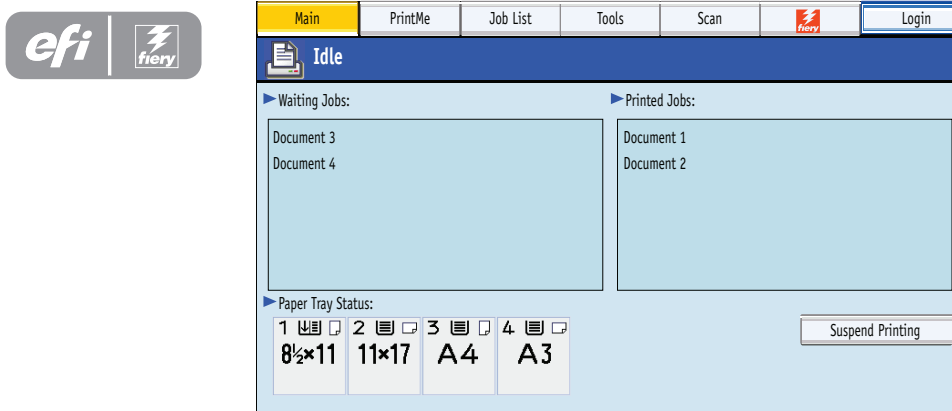 efi fiery
Main PrintMe Job List Tools Scan fiery Login
Idle
Waiting Jobs: Printed Jobs:
Document 3 Document 1
Document 4 Document 2
Paper Tray Status:
1 2 3 4
8½×11 11×17 A4 A3
Suspend Printing